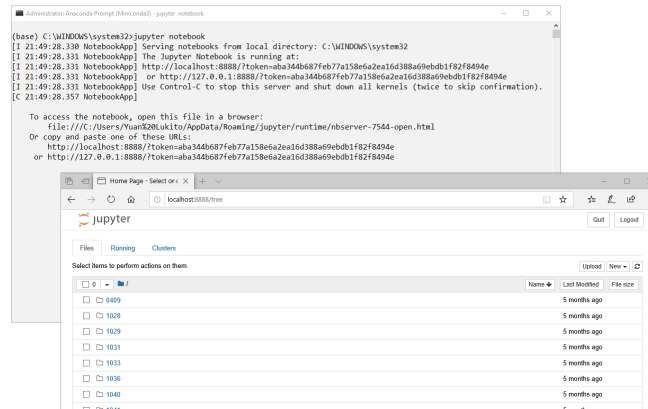 Administrator: Anaconda Prompt (Miniconda3) - jupyter notebook
(base) C:\WINDOWS\system32>jupyter notebook
[I 21:49:28.330 NotebookApp] Serving notebooks from local directory: C:\WINDOWS\system32
[I 21:49:28.331 NotebookApp] The Jupyter Notebook is running at:
[I 21:49:28.331 NotebookApp] http://localhost:8888/?token=aba344b687feb77a158e6a2ea16d388a69ebdb1f82f8494e
[I 21:49:28.331 NotebookApp]  or http://127.0.0.1:8888/?token=aba344b687feb77a158e6a2ea16d388a69ebdb1f82f8494e
[I 21:49:28.331 NotebookApp] Use Control-C to stop this server and shut down all kernels (twice to skip confirmation).
[C 21:49:28.357 NotebookApp]
To access the notebook, open this file in a browser:
file:///C:/Users/Yuan%20Lukito/AppData/Roaming/jupyter/runtime/nbserver-7544-open.html
Or copy and paste one of these URLs:
http://localhost:8888/?token=aba344b687feb77a158e6a2ea16d388a69ebdb1f82f8494e
or http://127.0.0.1:8888/?token=aba344b687feb77a158e6a2ea16d388a69ebdb1f82f8494e
Home Page - Select or c
localhost:8888/tree
jupyter Quit Logout
Files Running Clusters
Select items to perform actions on them. Upload New
0 / Name Last Modified File size
0409 5 months ago
1028 5 months ago
1029 5 months ago
1031 5 months ago
1033 5 months ago
1036 5 months ago
1040 5 months ago